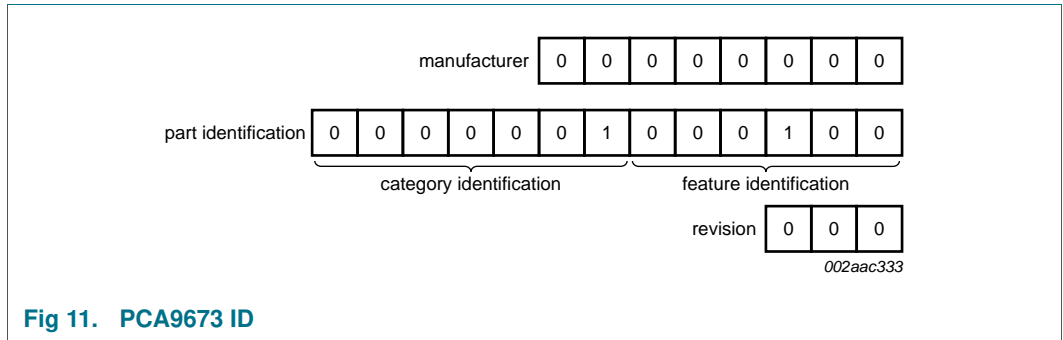 manufacturer 0 0 0 0 0 0 0 0
part identification 0 0 0 0 0 0 1 0 0 0 1 0 0
category identification feature identification
revision 0 0 0
002aac333
Fig 11. PCA9673 ID